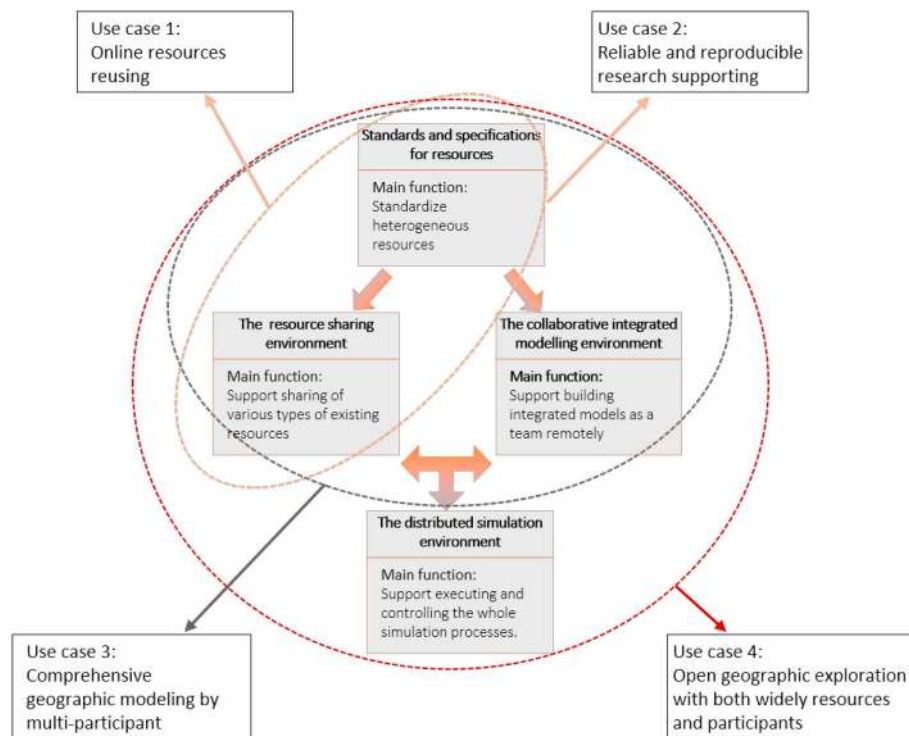 Use case 1:
Online resources
reusing
Use case 2:
Reliable and reproducible
research supporting
Standards and specifications
for resources
Main function:
Standardize
heterogeneous
resources
The resource sharing
environment
Main function:
Support sharing of
various types of existing
resources
The collaborative integrated
modelling environment
Main function:
Support building
integrated models as a
team remotely
The distributed simulation
environment
Main function:
Support executing and
controlling the whole
simulation processes.
Use case 3:
Comprehensive
geographic modeling by
multi-participant
Use case 4:
Open geographic exploration
with both widely resources
and participants